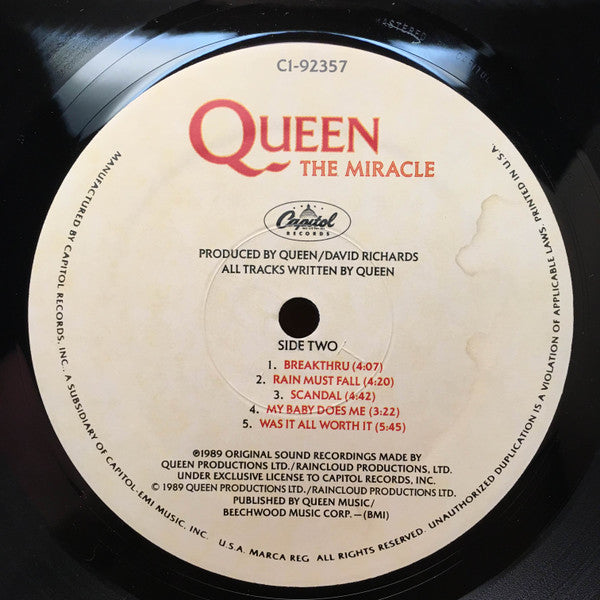 MASTERED BY CAPITOL
C1-92357
QUEEN
THE MIRACLE
Capitol
RECORDS
PRODUCED BY QUEEN/DAVID RICHARDS
ALL TRACKS WRITTEN BY QUEEN
SIDE TWO
1. BREAKTHRU (4:07)
2. RAIN MUST FALL (4:20)
3. SCANDAL (4:42)
4. MY BABY DOES ME (3:22)
5. WAS IT ALL WORTH IT (5:45)
℗1989 ORIGINAL SOUND RECORDINGS MADE BY
QUEEN PRODUCTIONS LTD./RAINCLOUD PRODUCTIONS, LTD.
UNDER EXCLUSIVE LICENSE TO CAPITOL RECORDS, INC.
© 1989 QUEEN PRODUCTIONS LTD./RAINCLOUD PRODUCTIONS, LTD.
PUBLISHED BY QUEEN MUSIC/
BEECHWOOD MUSIC CORP.—(BMI)
MANUFACTURED BY CAPITOL RECORDS, INC., A SUBSIDIARY OF CAPITOL-EMI MUSIC, INC. U.S.A. MARCA REG. ALL RIGHTS RESERVED. UNAUTHORIZED DUPLICATION IS A VIOLATION OF APPLICABLE LAWS. PRINTED IN U.S.A.